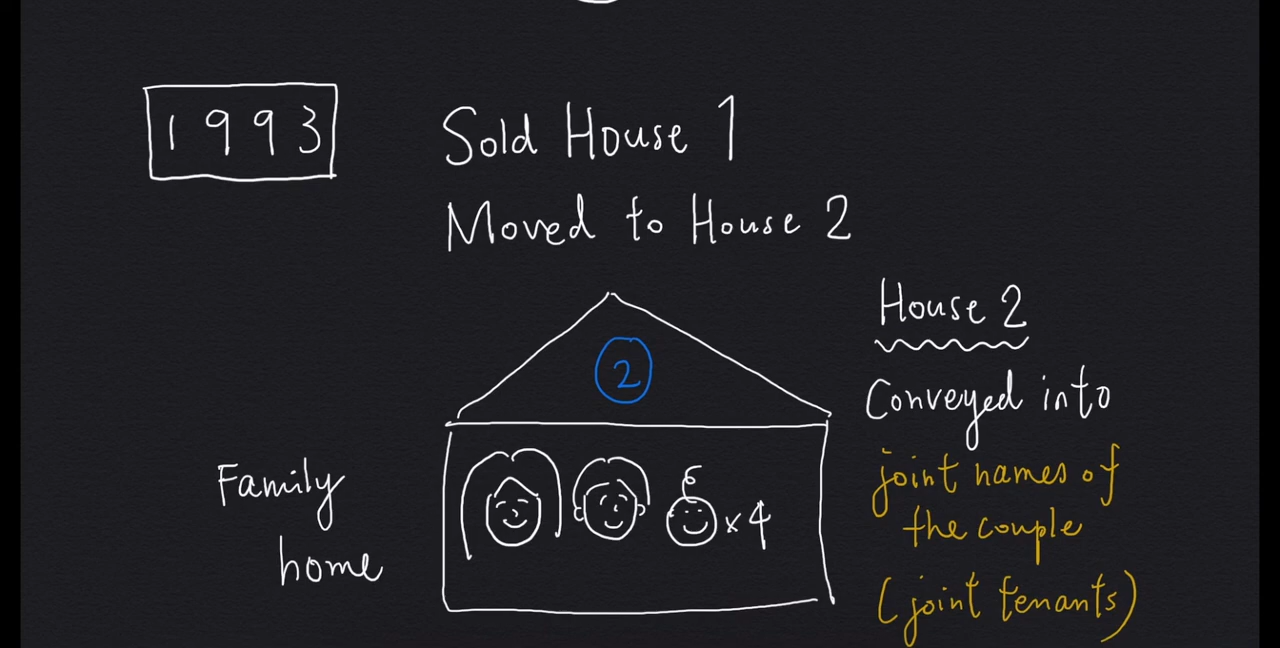 1993
Sold House 1
Moved to House 2
2
Family
home
x4
House 2
Conveyed into
joint names of
the couple
(joint tenants)